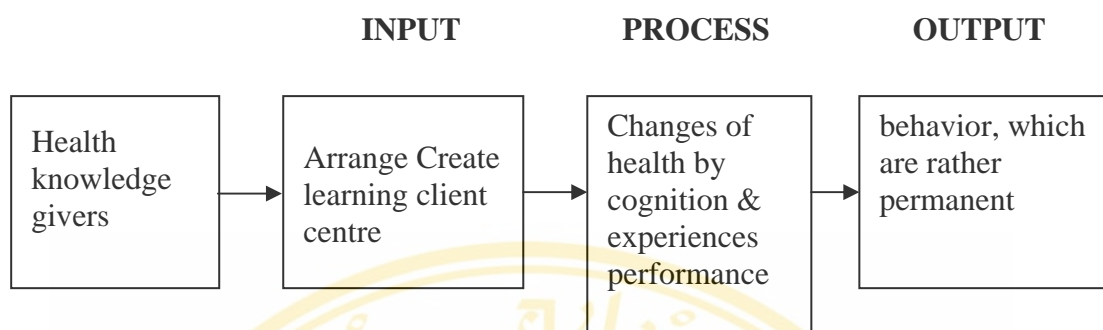 INPUT PROCESS OUTPUT
Health
knowledge
givers
Arrange Create
learning client
centre
Changes of
health by
cognition &
experiences
performance
behavior, which
are rather
permanent